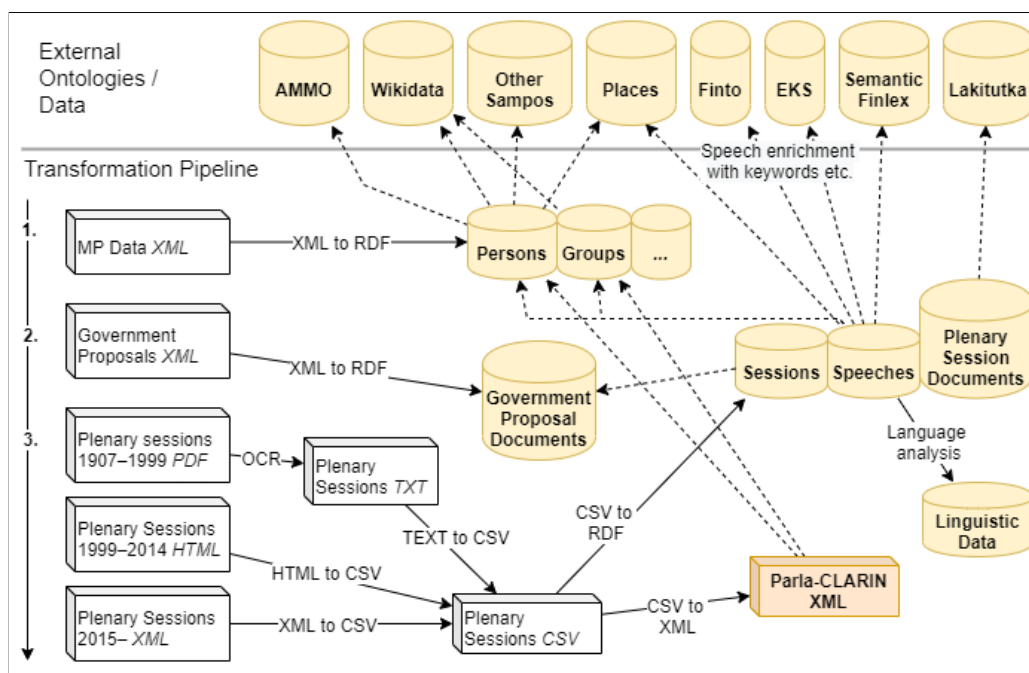 External
Ontologies /
Data
AMMO
Wikidata
Other
Sampos
Places
Finto
EKS
Semantic
Finlex
Lakitutka
Transformation Pipeline
Speech enrichment
with keywords etc.
1.
MP Data XML
XML to RDF
Persons
Groups
...
2.
Government
Proposals XML
XML to RDF
Government
Proposal
Documents
Sessions
Speeches
Plenary
Session
Documents
3.
Plenary sessions
1907–1999 PDF
OCR
Plenary
Sessions TXT
Language
analysis
Linguistic
Data
Plenary Sessions
1999–2014 HTML
TEXT to CSV
CSV to
RDF
HTML to CSV
Plenary Sessions
2015– XML
XML to CSV
Plenary
Sessions CSV
CSV to
XML
Parla-CLARIN
XML